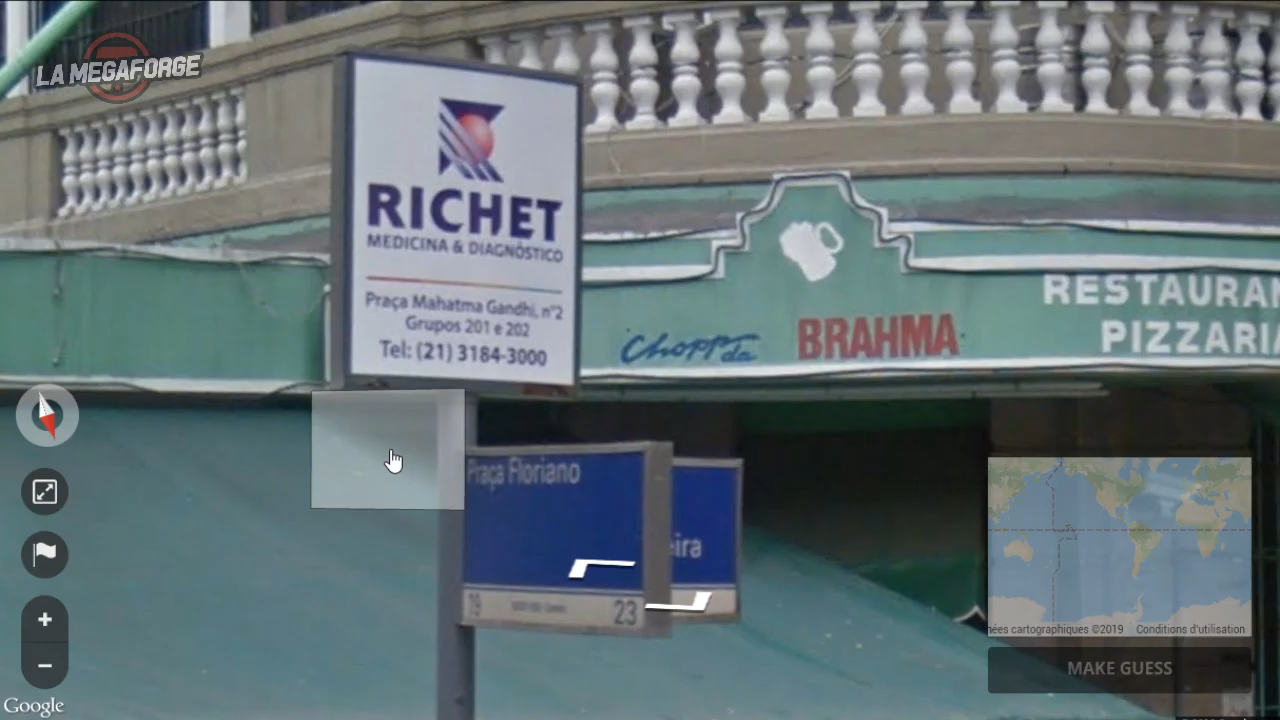 LA MEGAFORGE
RICHET
MEDICINA & DIAGNÓSTICO
Praça Mahatma Gandhi, nº2
Grupos 201 e 202
Tel: (21) 3184-3000
Chopp da BRAHMA
RESTAURAN
PIZZARIA
Praça Floriano
eira
19
23
nées cartographiques ©2019 Conditions d'utilisation
MAKE GUESS
Google